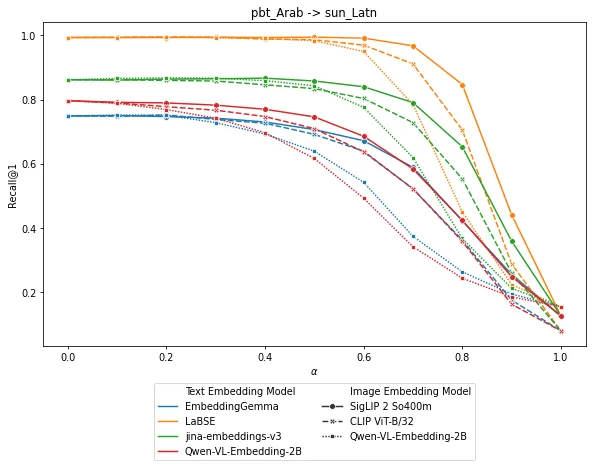 pbt_Arab -> sun_Latn
1.0
0.8
0.6
0.4
0.2
Recall@1
0.0 0.2 0.4 0.6 0.8 1.0
α
Text Embedding Model Image Embedding Model
EmbeddingGemma SigLIP 2 So400m
LaBSE CLIP ViT-B/32
jina-embeddings-v3 Qwen-VL-Embedding-2B
Qwen-VL-Embedding-2B